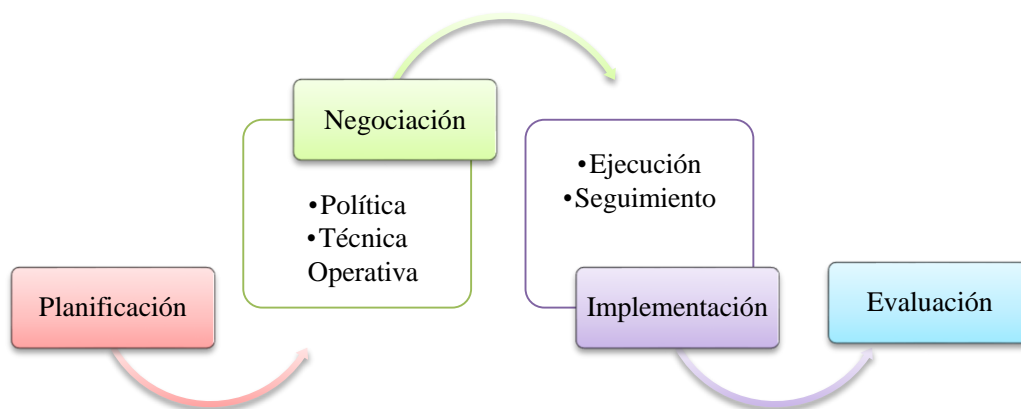 Planificación
Negociación
•Política
•Técnica
Operativa
•Ejecución
•Seguimiento
Implementación
Evaluación